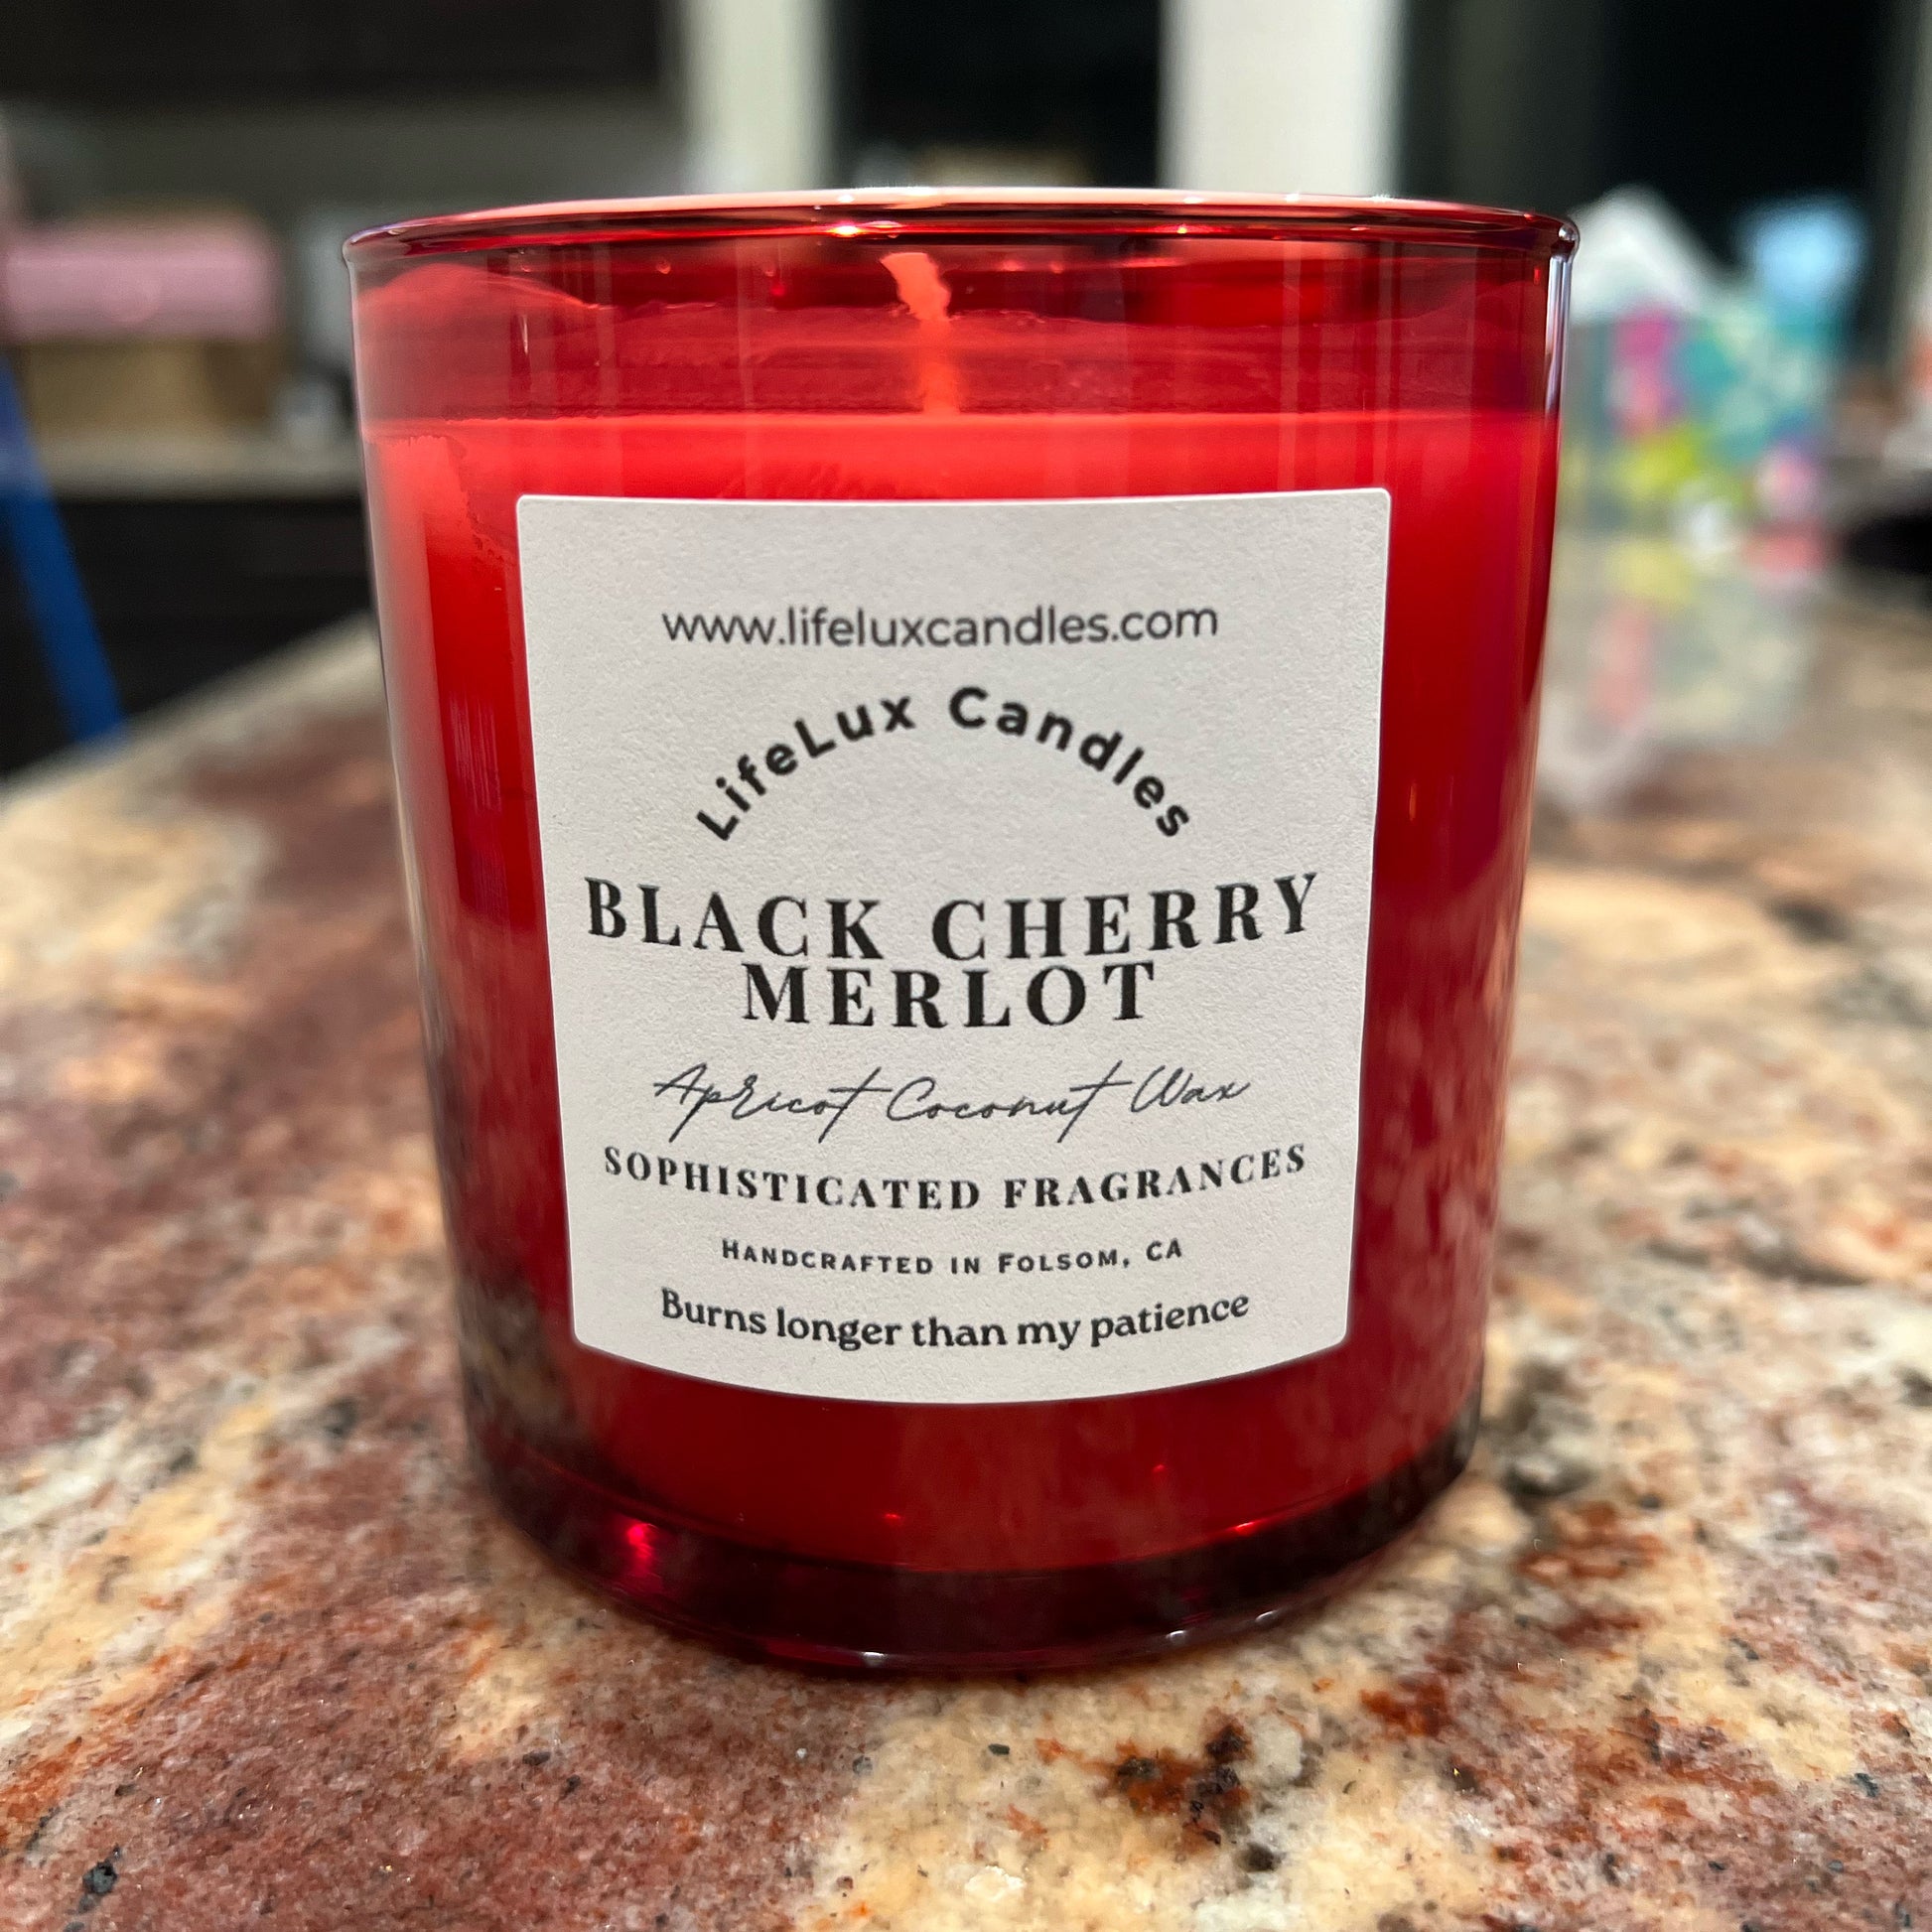 www.lifeluxcandles.com
LifeLux Candles
BLACK CHERRY
MERLOT
Apricot Coconut Wax
SOPHISTICATED FRAGRANCES
HANDCRAFTED IN FOLSOM, CA
Burns longer than my patience